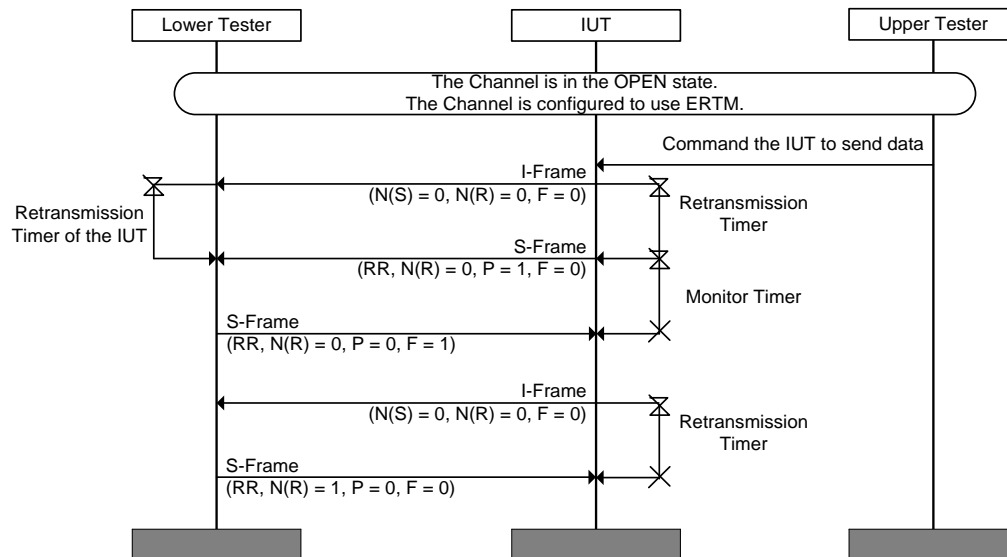 Lower Tester
IUT
Upper Tester
The Channel is in the OPEN state.
The Channel is configured to use ERTM.
Command the IUT to send data
I-Frame
(N(S) = 0, N(R) = 0, F = 0)
Retransmission
Timer of the IUT
Retransmission
Timer
S-Frame
(RR, N(R) = 0, P = 1, F = 0)
Monitor Timer
S-Frame
(RR, N(R) = 0, P = 0, F = 1)
I-Frame
(N(S) = 0, N(R) = 0, F = 0)
Retransmission
Timer
S-Frame
(RR, N(R) = 1, P = 0, F = 0)